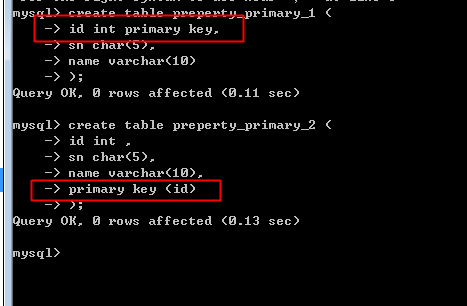 mysql> create table preperty_primary_1 (
-> id int primary key,
-> sn char(5),
-> name varchar(10)
-> );
Query OK, 0 rows affected (0.11 sec)
mysql> create table preperty_primary_2 (
-> id int ,
-> sn char(5),
-> name varchar(10),
-> primary key (id)
-> );
Query OK, 0 rows affected (0.13 sec)
mysql>